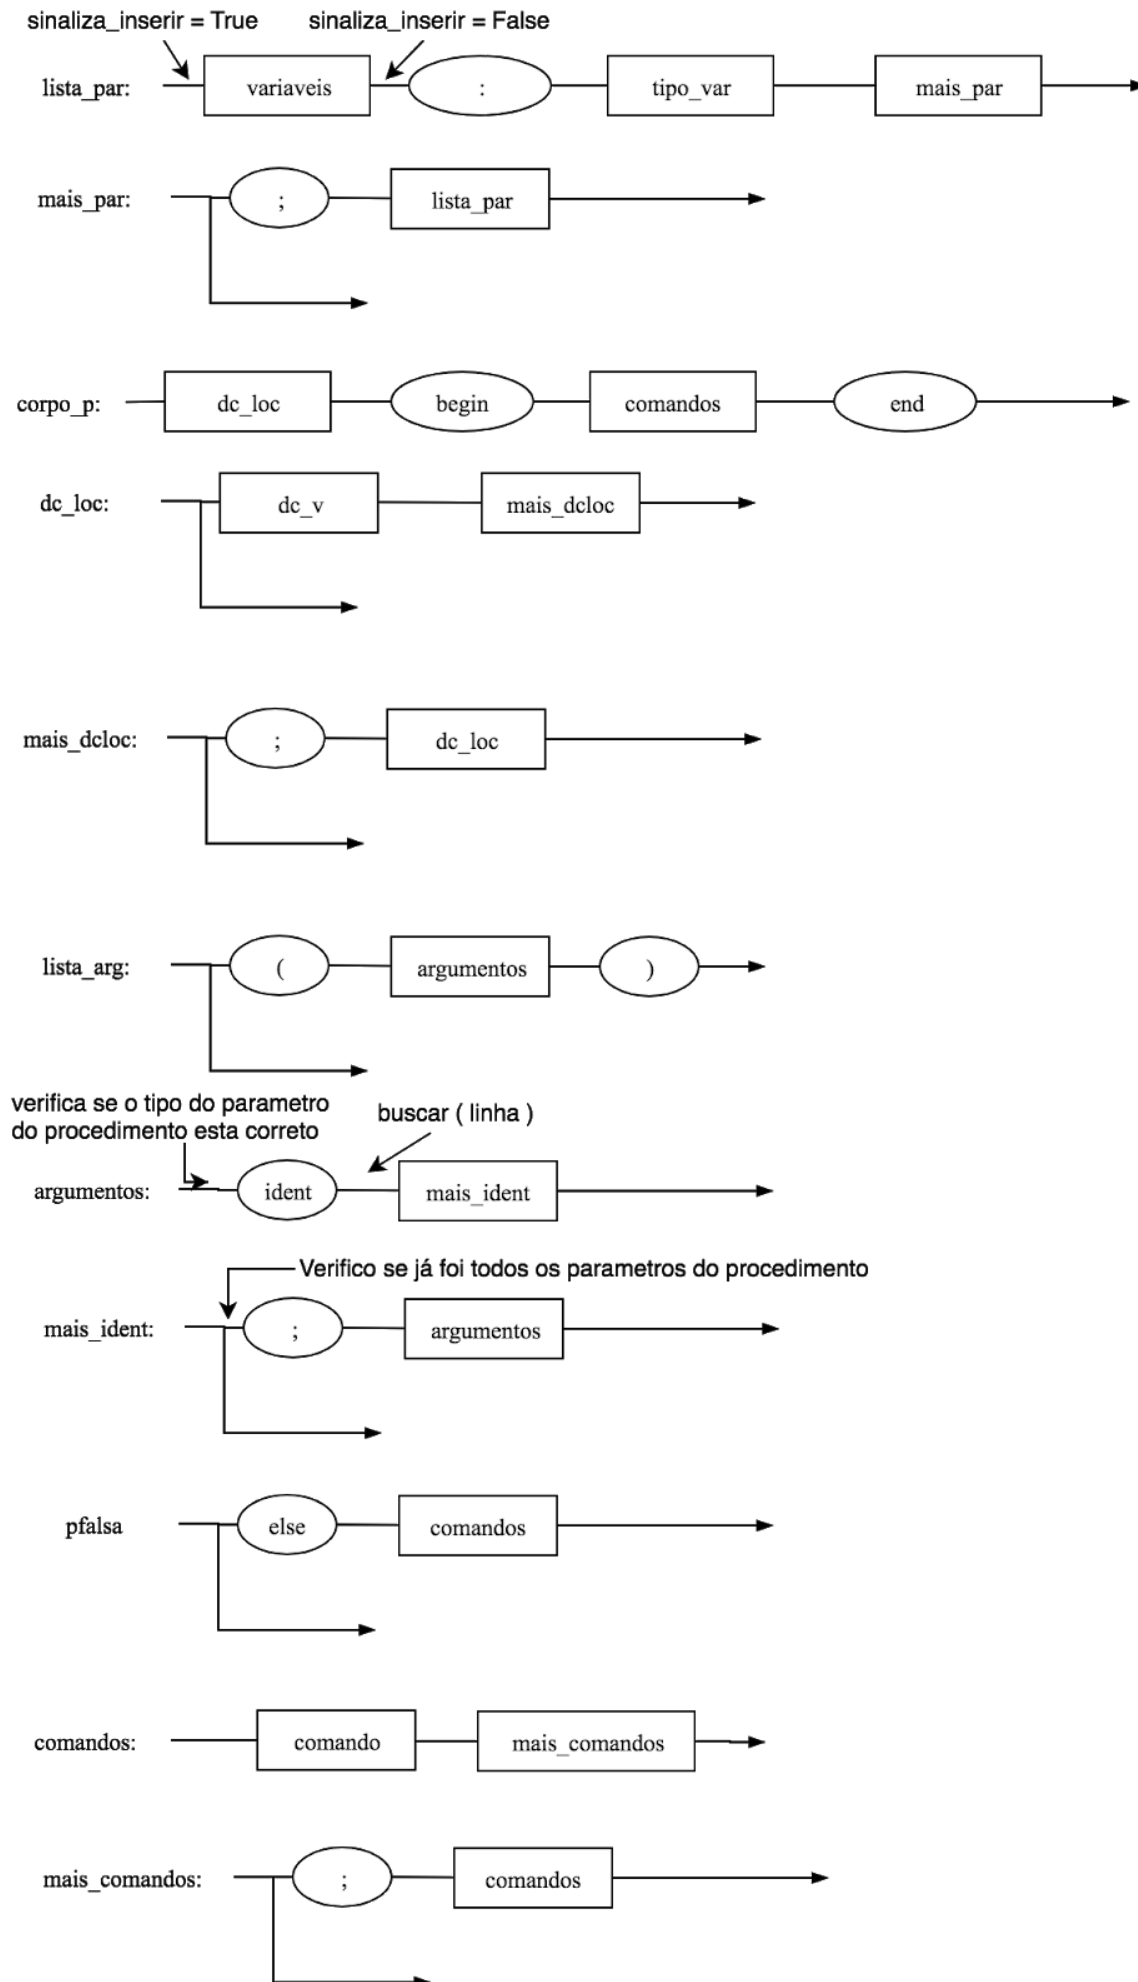 sinaliza_inserir = True sinaliza_inserir = False
lista_par: variaveis : tipo_var mais_par
mais_par: ; lista_par
corpo_p: dc_loc begin comandos end
dc_loc: dc_v mais_dcloc
mais_dcloc: ; dc_loc
lista_arg: ( argumentos )
verifica se o tipo do parametro
do procedimento esta correto
buscar ( linha )
argumentos: ident mais_ident
Verifico se já foi todos os parametros do procedimento
mais_ident: ; argumentos
pfalsa else comandos
comandos: comando mais_comandos
mais_comandos: ; comandos